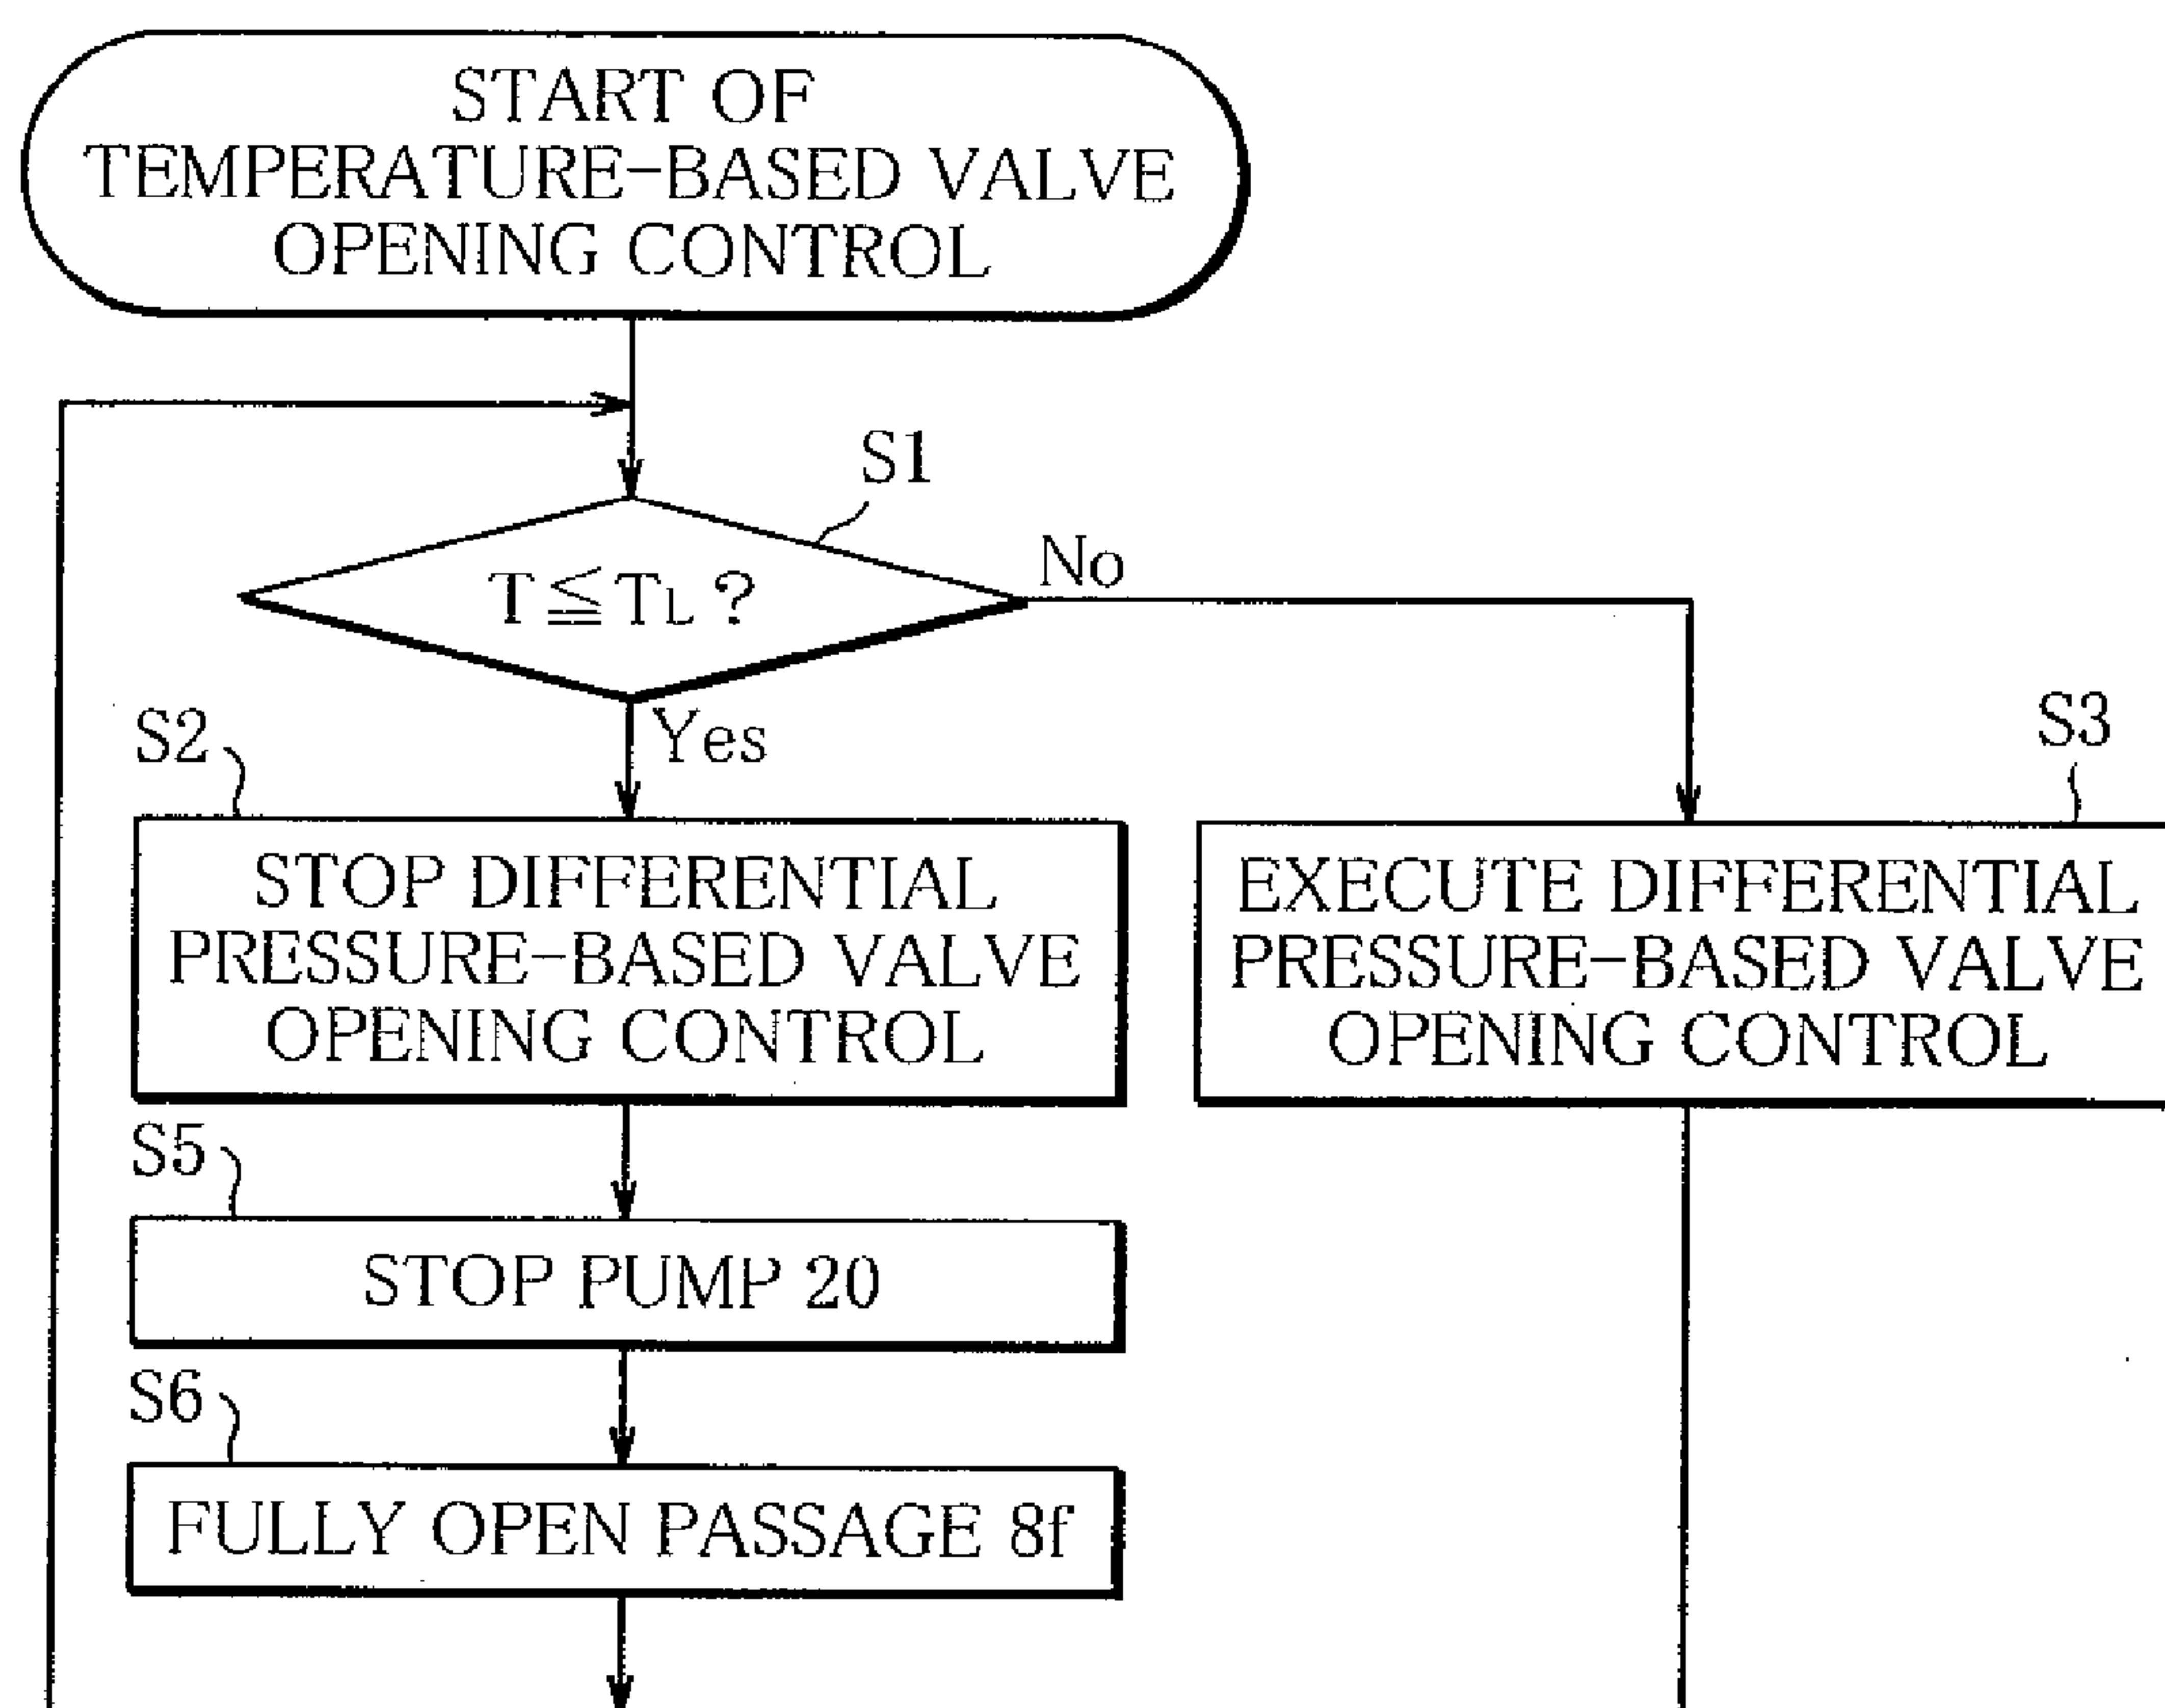 START OF
TEMPERATURE-BASED VALVE
OPENING CONTROL
S1
T ≦ TL ?
No
Yes
S2
STOP DIFFERENTIAL
PRESSURE-BASED VALVE
OPENING CONTROL
S3
EXECUTE DIFFERENTIAL
PRESSURE-BASED VALVE
OPENING CONTROL
S5
STOP PUMP 20
S6
FULLY OPEN PASSAGE 8f